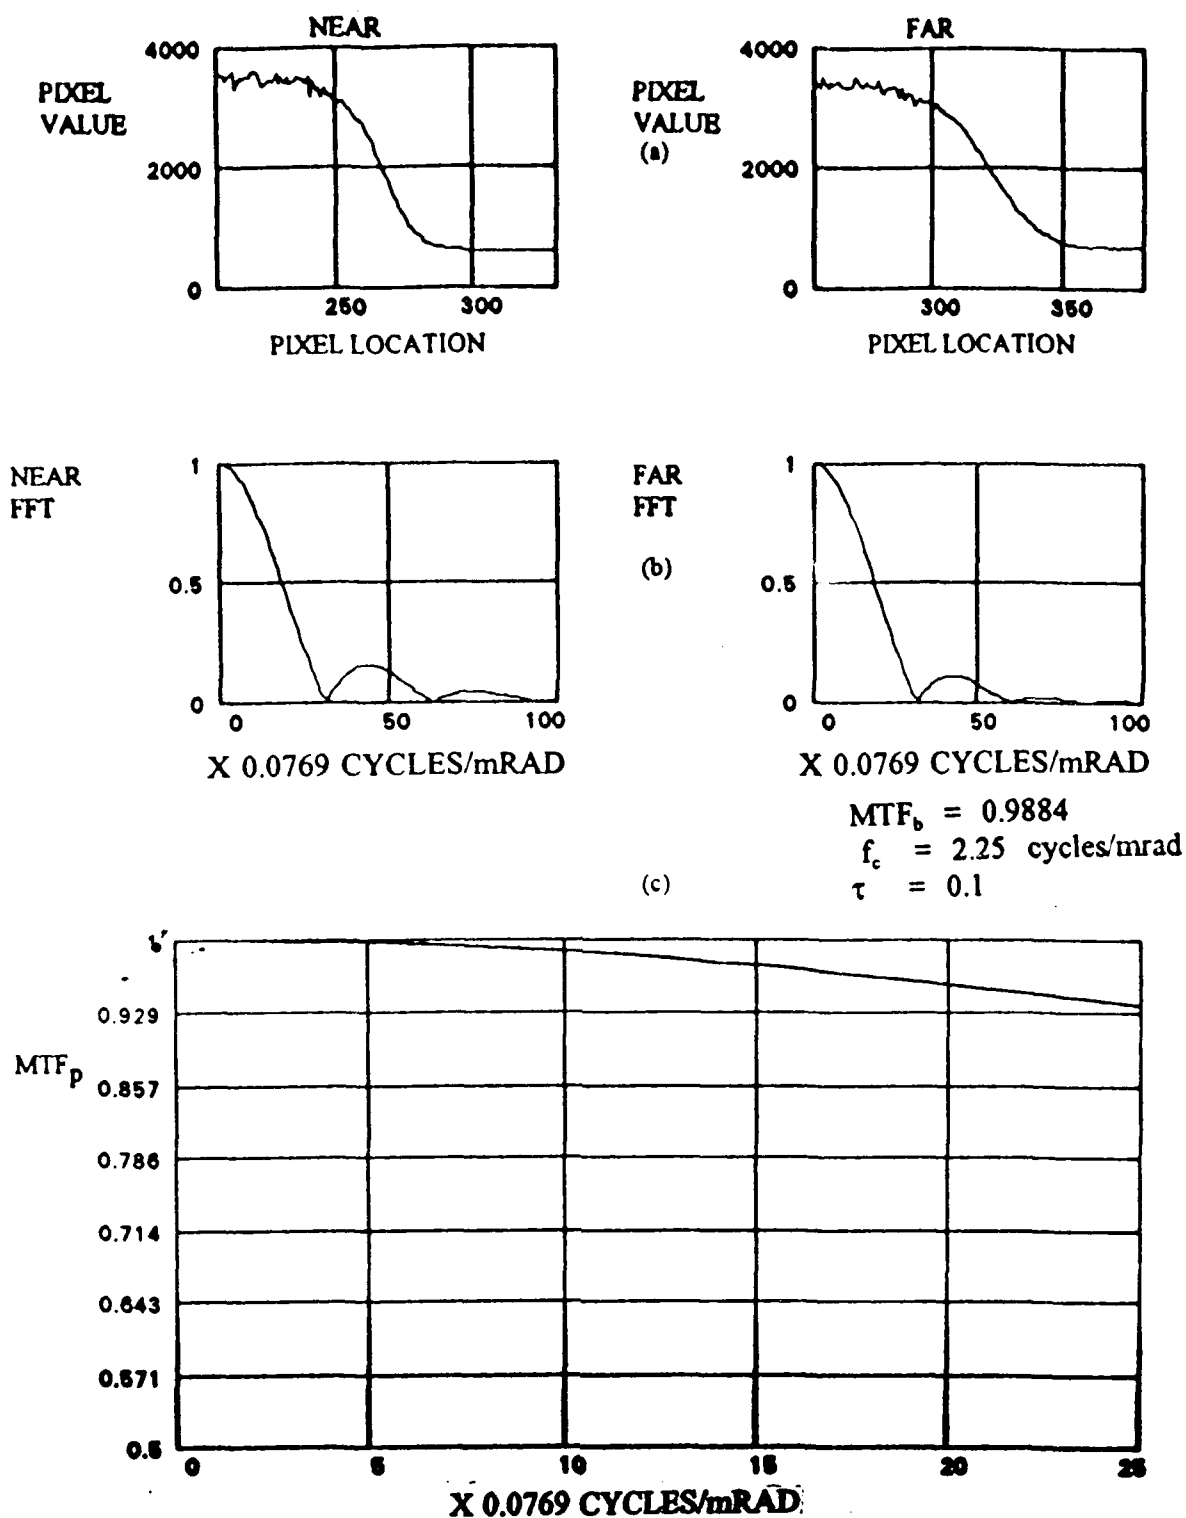 NEAR
4000
PIXEL
VALUE
2000
0
250
300
PIXEL LOCATION
FAR
4000
PIXEL
VALUE
(a)
2000
0
300
350
PIXEL LOCATION
NEAR
FFT
1
0.5
0
0
50
100
X 0.0769 CYCLES/mRAD
FAR
FFT
(b)
1
0.5
0
0
50
100
X 0.0769 CYCLES/mRAD
MTF_b = 0.9884
f_c = 2.25 cycles/mrad
τ = 0.1
(c)
1
0.929
MTF_p
0.857
0.786
0.714
0.643
0.571
0.5
0
5
10
15
20
25
X 0.0769 CYCLES/mRAD